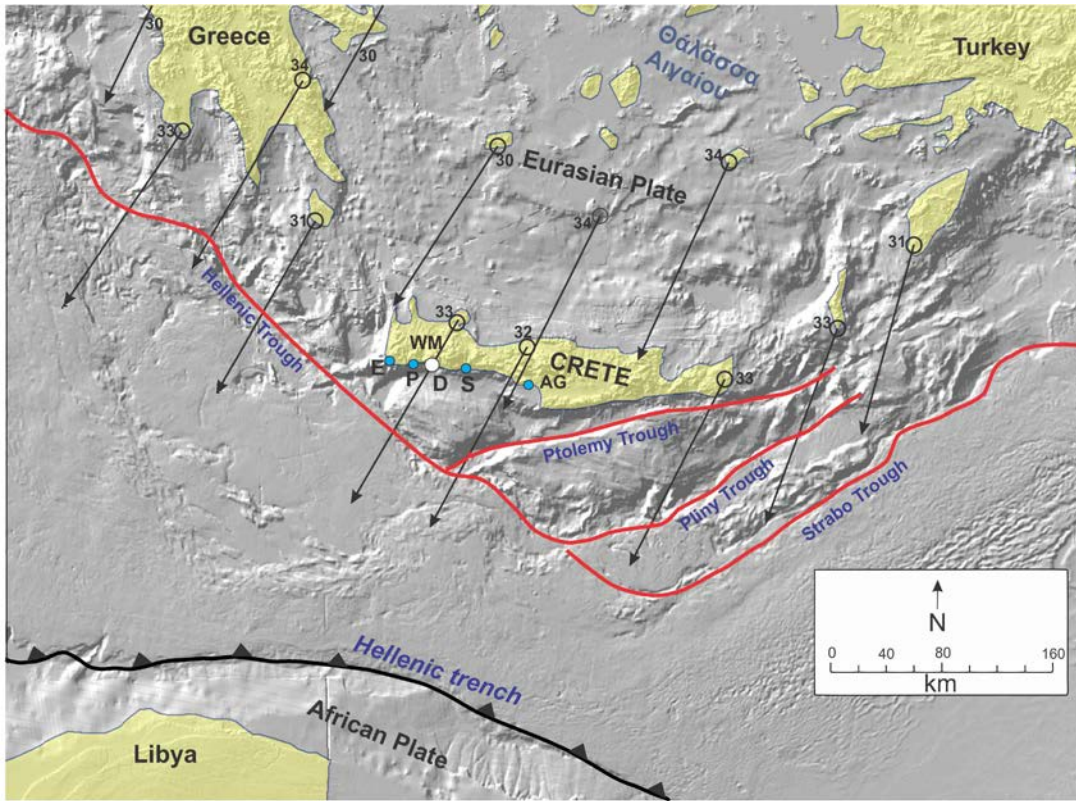 30
Greece
34
30
33
31
Θάλασσα
Αιγαίου
Turkey
30
Eurasian Plate
34
34
31
Hellenic Trough
33
WM
32
CRETE
33
33
E
P
D
S
AG
Ptolemy Trough
Pliny Trough
Strabo Trough
N
0 40 80 160
km
Hellenic trench
African Plate
Libya